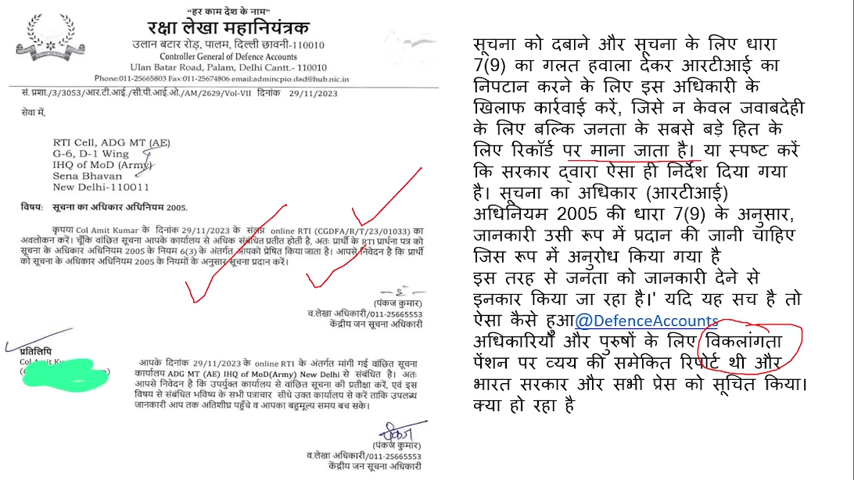 "हर काम देश के नाम"
रक्षा लेखा महानियंत्रक
उलान बटार रोड़, पालम, दिल्ली छावनी-110010
Controller General of Defence Accounts
Ulan Batar Road, Palam, Delhi Cantt.- 110010
Phone:011-25665803 Fax:011-25674806 email:admincpio.dad@hub.nic.in
सं. प्रशा./3/3053/आर.टी.आई./सी.पी.आई.ओ./AM/2629/Vol-VII दिनांक 29/11/2023
सेवा में,
RTI Cell, ADG MT (AE)
G-6, D-1 Wing
IHQ of MoD (Army)
Sena Bhavan
New Delhi-110011
विषय: सूचना का अधिकार अधिनियम 2005.
कृपया Col Amit Kumar के दिनांक 29/11/2023 के संलग्न online RTI (CGDFA/R/T/23/01033) का
अवलोकन करें। चूँकि वांछित सूचना आपके कार्यालय से अधिक संबंधित प्रतीत होती है, अतः प्रार्थी के RTI प्रार्थना पत्र को
सूचना के अधिकार अधिनियम 2005 के नियम 6(3) के अंतर्गत आपको प्रेषित किया जाता है। आपसे निवेदन है कि प्रार्थी
को सूचना के अधिकार अधिनियम 2005 के नियमों के अनुसार सूचना प्रदान करें।
(पंकज कुमार)
व.लेखा अधिकारी/011-25665553
केंद्रीय जन सूचना अधिकारी
प्रतिलिपि
Col Amit
आपके दिनांक 29/11/2023 के online RTI के अंतर्गत मांगी गई वांछित सूचना
कार्यालय ADG MT (AE) IHQ of MoD(Army) New Delhi से संबंधित है। अतः
आपसे निवेदन है कि उपर्युक्त कार्यालय से वांछित सूचना की प्रतीक्षा करें, एवं इस
विषय से संबंधित भविष्य के सभी पत्राचार सीधे उक्त कार्यालय से करें ताकि उपलब्ध
जानकारी आप तक अतिशीघ्र पहुँचे व आपका बहुमूल्य समय बच सके।
(पंकज कुमार)
व.लेखा अधिकारी/011-25665553
केंद्रीय जन सूचना अधिकारी
सूचना को दबाने और सूचना के लिए धारा
7(9) का गलत हवाला देकर आरटीआई का
निपटान करने के लिए इस अधिकारी के
खिलाफ कार्रवाई करें, जिसे न केवल जवाबदेही
के लिए बल्कि जनता के सबसे बड़े हित के
लिए रिकॉर्ड पर माना जाता है। या स्पष्ट करें
कि सरकार द्वारा ऐसा ही निर्देश दिया गया
है। सूचना का अधिकार (आरटीआई)
अधिनियम 2005 की धारा 7(9) के अनुसार,
जानकारी उसी रूप में प्रदान की जानी चाहिए
जिस रूप में अनुरोध किया गया है
इस तरह से जनता को जानकारी देने से
इनकार किया जा रहा है।' यदि यह सच है तो
ऐसा कैसे हुआ@DefenceAccounts
अधिकारियों और पुरुषों के लिए विकलांगता
पेंशन पर व्यय की समेकित रिपोर्ट थी और
भारत सरकार और सभी प्रेस को सूचित किया।
क्या हो रहा है